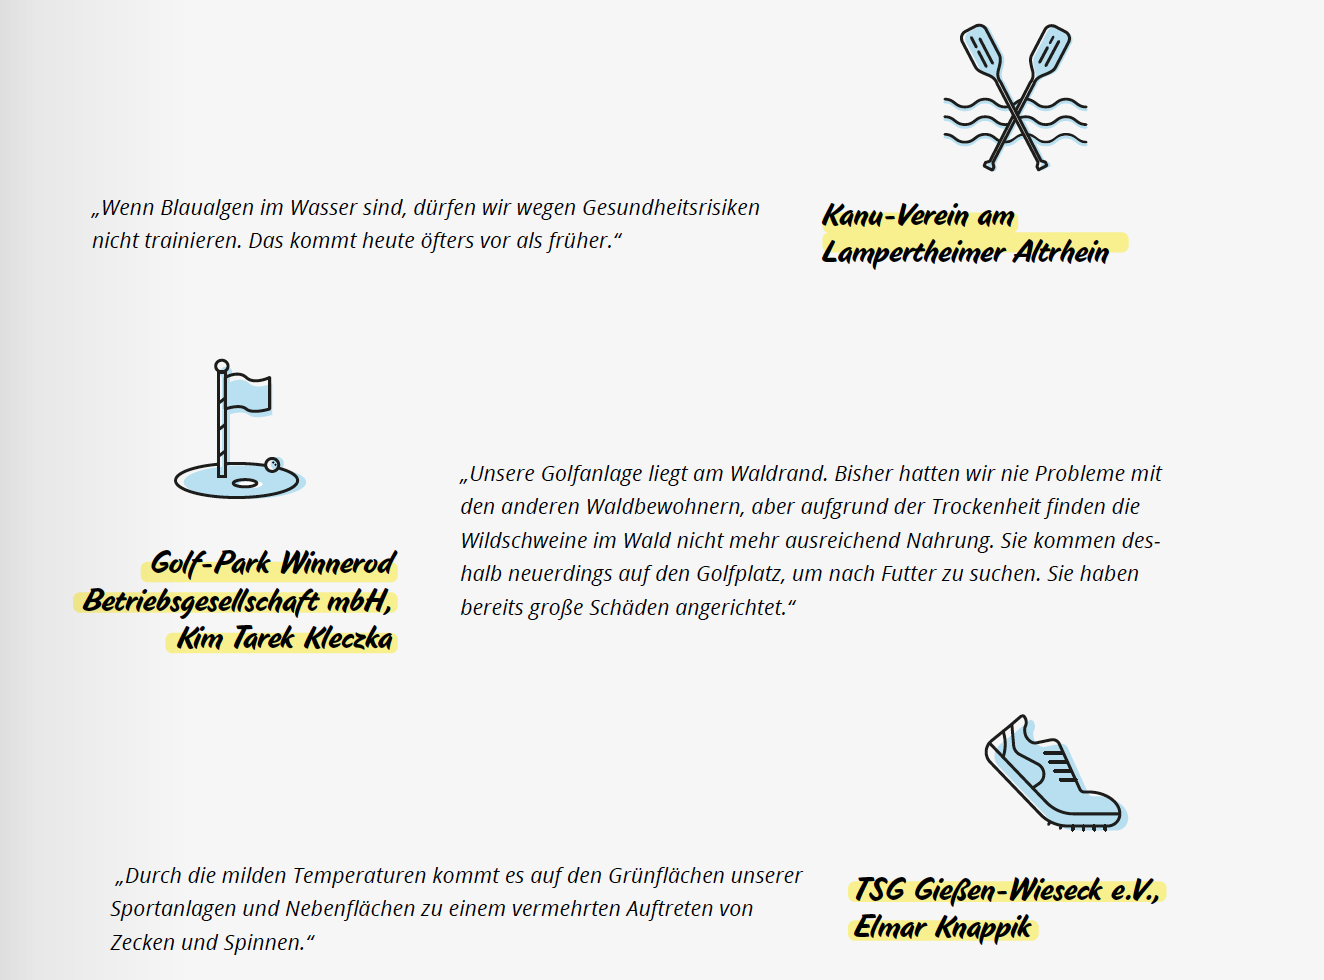 „Wenn Blaualgen im Wasser sind, dürfen wir wegen Gesundheitsrisiken
nicht trainieren. Das kommt heute öfters vor als früher.“
Kanu-Verein am
Lampertheimer Altrhein
Golf-Park Winnerod
Betriebsgesellschaft mbH,
Kim Tarek Kleczka
„Unsere Golfanlage liegt am Waldrand. Bisher hatten wir nie Probleme mit
den anderen Waldbewohnern, aber aufgrund der Trockenheit finden die
Wildschweine im Wald nicht mehr ausreichend Nahrung. Sie kommen des-
halb neuerdings auf den Golfplatz, um nach Futter zu suchen. Sie haben
bereits große Schäden angerichtet.“
„Durch die milden Temperaturen kommt es auf den Grünflächen unserer
Sportanlagen und Nebenflächen zu einem vermehrten Auftreten von
Zecken und Spinnen.“
TSG Gießen-Wieseck e.V.,
Elmar Knappik